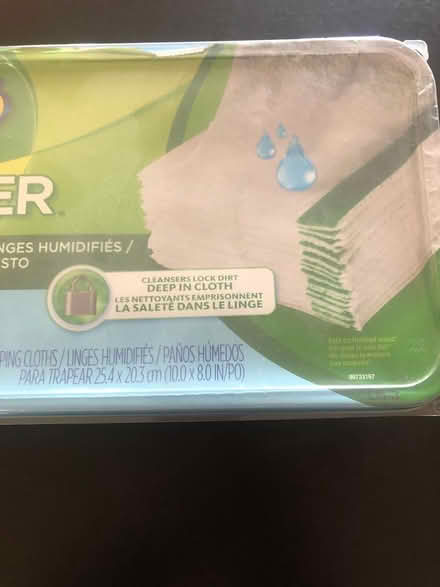 ER
NGES HUMIDIFIÉS /
STO
CLEANSERS LOCK DIRT
DEEP IN CLOTH
LES NETTOYANTS EMPRISONNENT
LA SALETÉ DANS LE LINGE
PING CLOTHS / LINGES HUMIDIFIÉS / PAÑOS HÚMEDOS
PARA TRAPEAR 25.4 x 20.3 cm (10.0 x 8.0 IN/PO)